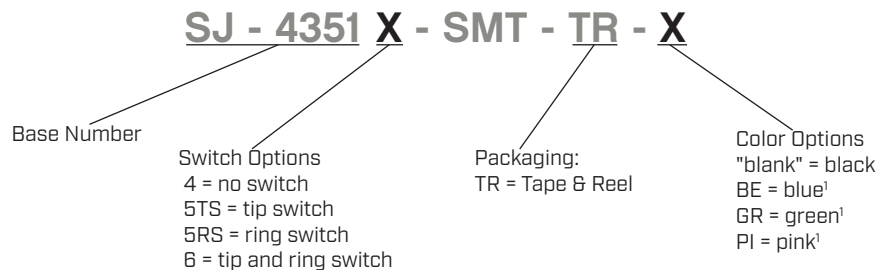 SJ - 4351 X - SMT - TR - X
Base Number
Switch Options
4 = no switch
5TS = tip switch
5RS = ring switch
6 = tip and ring switch
Packaging:
TR = Tape & Reel
Color Options
"blank" = black
BE = blue¹
GR = green¹
PI = pink¹